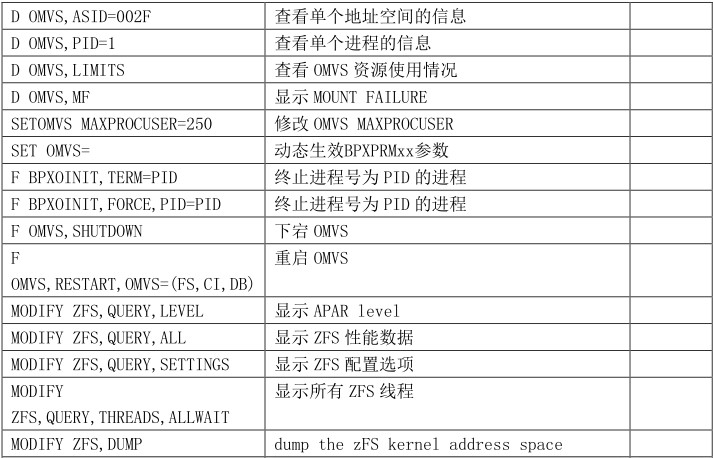 D OMVS,ASID=002F 查看单个地址空间的信息
D OMVS,PID=1 查看单个进程的信息
D OMVS,LIMITS 查看 OMVS 资源使用情况
D OMVS,MF 显示 MOUNT FAILURE
SETOMVS MAXPROCUSER=250 修改 OMVS MAXPROCUSER
SET OMVS= 动态生效BPXPRMxx参数
F BPXOINIT,TERM=PID 终止进程号为 PID 的进程
F BPXOINIT,FORCE,PID=PID 终止进程号为 PID 的进程
F OMVS,SHUTDOWN 下宕 OMVS
F 重启 OMVS
OMVS,RESTART,OMVS=(FS,CI,DB)
MODIFY ZFS,QUERY,LEVEL 显示 APAR level
MODIFY ZFS,QUERY,ALL 显示 ZFS 性能数据
MODIFY ZFS,QUERY,SETTINGS 显示 ZFS 配置选项
MODIFY 显示所有 ZFS 线程
ZFS,QUERY,THREADS,ALLWAIT
MODIFY ZFS,DUMP dump the zFS kernel address space